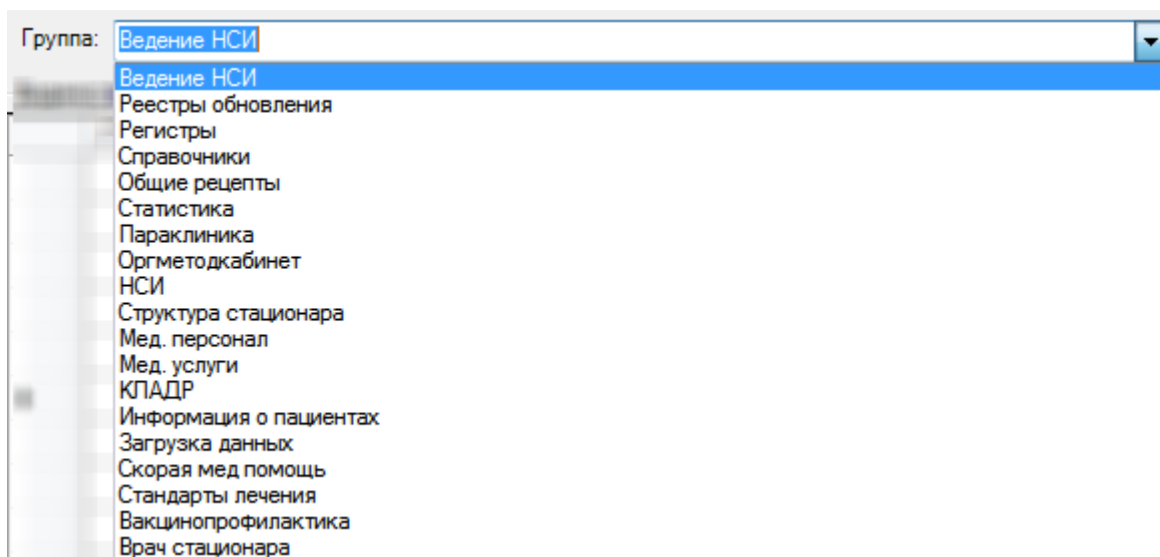 Группа: Ведение НСИ
Ведение НСИ
Реестры обновления
Регистры
Справочники
Общие рецепты
Статистика
Параклиника
Оргметодкабинет
НСИ
Структура стационара
Мед. персонал
Мед. услуги
КЛАДР
Информация о пациентах
Загрузка данных
Скорая мед помощь
Стандарты лечения
Вакцинопрофилактика
Врач стационара